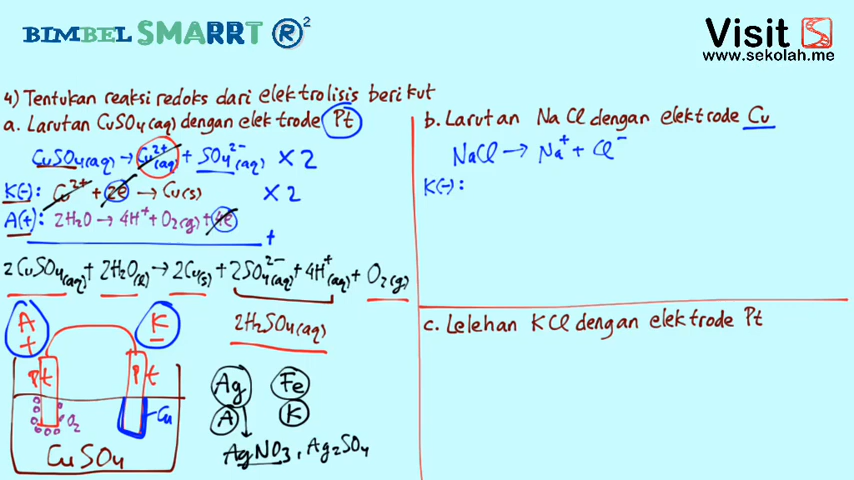 BIMBEL SMARRT ®²
Visit S
www.sekolah.me
4) Tentukan reaksi redoks dari elektrolisis berikut
a. Larutan CuSO₄(aq) dengan elektrode Pt
CuSO₄(aq) → Cu²⁺(aq) + SO₄²⁻(aq) × 2
K(-): Cu²⁺ + 2e → Cu(s) × 2
A(+): 2H₂O → 4H⁺ + O₂(g) + 4e
+
2CuSO₄(aq) + 2H₂O(l) → 2Cu(s) + 2SO₄²⁻(aq) + 4H⁺(aq) + O₂(g)
2H₂SO₄(aq)
A +
K -
Pt
Pt
O₂
Cu
CuSO₄
Ag Fe
A K
AgNO₃, Ag₂SO₄
b. Larutan NaCl dengan elektrode Cu
NaCl → Na⁺ + Cl⁻
K(-):
c. Lelehan KCl dengan elektrode Pt